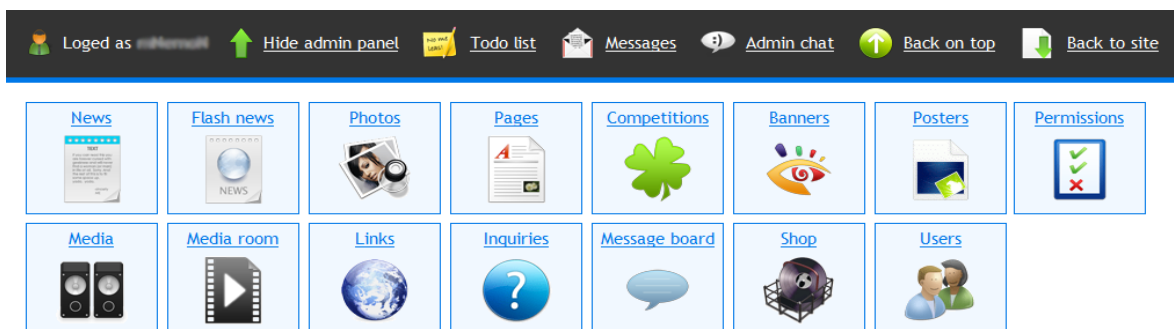 Loged as
Hide admin panel
Todo list
Messages
Admin chat
Back on top
Back to site
News
Flash news
Photos
Pages
Competitions
Banners
Posters
Permissions
TEXT
NEWS
A
Media
Media room
Links
Inquiries
Message board
Shop
Users
?